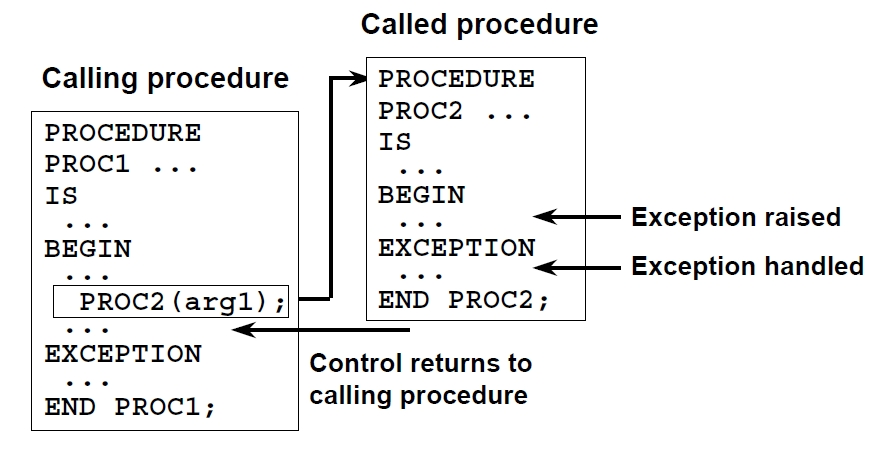 Calling procedure
PROCEDURE
PROC1 ...
IS
...
BEGIN
...
PROC2(arg1);
...
EXCEPTION
...
END PROC1;
Called procedure
PROCEDURE
PROC2 ...
IS
...
BEGIN
...
EXCEPTION
...
END PROC2;
Exception raised
Exception handled
Control returns to
calling procedure